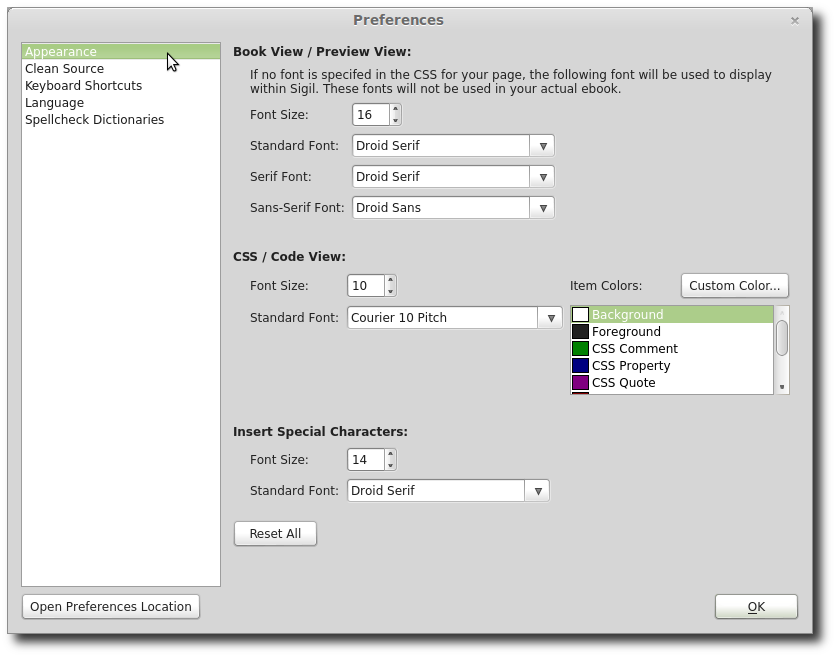 Preferences
Appearance
Clean Source
Keyboard Shortcuts
Language
Spellcheck Dictionaries
Book View / Preview View:
If no font is specifed in the CSS for your page, the following font will be used to display
within Sigil. These fonts will not be used in your actual ebook.
Font Size: 16
Standard Font: Droid Serif
Serif Font: Droid Serif
Sans-Serif Font: Droid Sans
CSS / Code View:
Font Size: 10
Standard Font: Courier 10 Pitch
Item Colors: Custom Color...
Background
Foreground
CSS Comment
CSS Property
CSS Quote
Insert Special Characters:
Font Size: 14
Standard Font: Droid Serif
Reset All
Open Preferences Location
OK